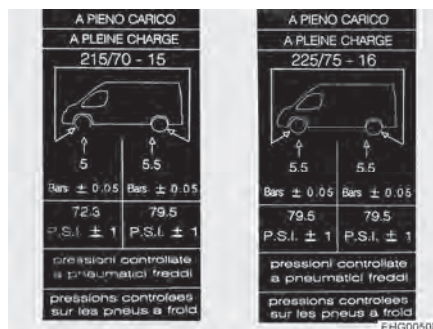 A PIENO CARICO
A PLEINE CHARGE
215/70 - 15
5 5.5
Bars ± 0.05 Bars ± 0.05
72.3 79.5
P.S.I. ± 1 P.S.I. ± 1
pressioni controllate
a pneumatici freddi
pressions controlees
sur les pneus a froid
A PIENO CARICO
A PLEINE CHARGE
225/75 - 16
5.5 5.5
Bars ± 0.05 Bars ± 0.05
79.5 79.5
P.S.I. ± 1 P.S.I. ± 1
pressioni controllate
a pneumatici freddi
pressions controlees
sur les pneus a froid